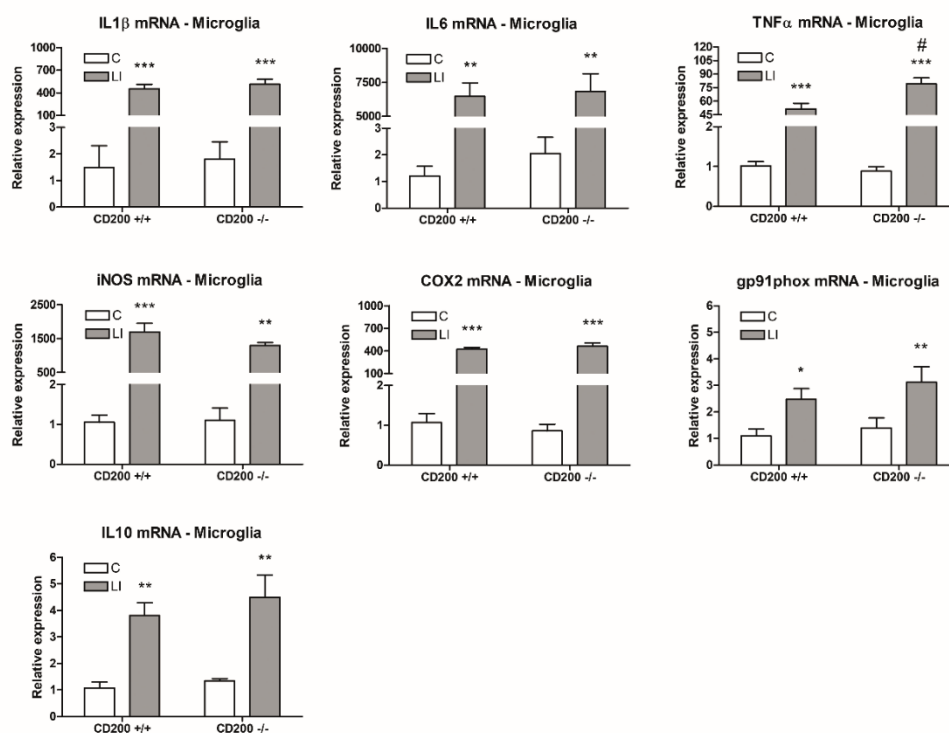 IL1β mRNA - Microglia
Relative expression
1000
700
400
100
3
2
1
0
C
LI
***
***
CD200 +/+
CD200 -/-
IL6 mRNA - Microglia
Relative expression
10000
7500
5000
3
2
1
0
C
LI
**
**
CD200 +/+
CD200 -/-
TNFα mRNA - Microglia
Relative expression
120
105
90
75
60
45
2
1
0
C
LI
***
#
***
CD200 +/+
CD200 -/-
iNOS mRNA - Microglia
Relative expression
2500
1500
500
2
1
0
C
LI
***
**
CD200 +/+
CD200 -/-
COX2 mRNA - Microglia
Relative expression
1000
700
400
100
2
1
0
C
LI
***
***
CD200 +/+
CD200 -/-
gp91phox mRNA - Microglia
Relative expression
6
5
4
3
2
1
0
C
LI
*
**
CD200 +/+
CD200 -/-
IL10 mRNA - Microglia
Relative expression
6
5
4
3
2
1
0
C
LI
**
**
CD200 +/+
CD200 -/-